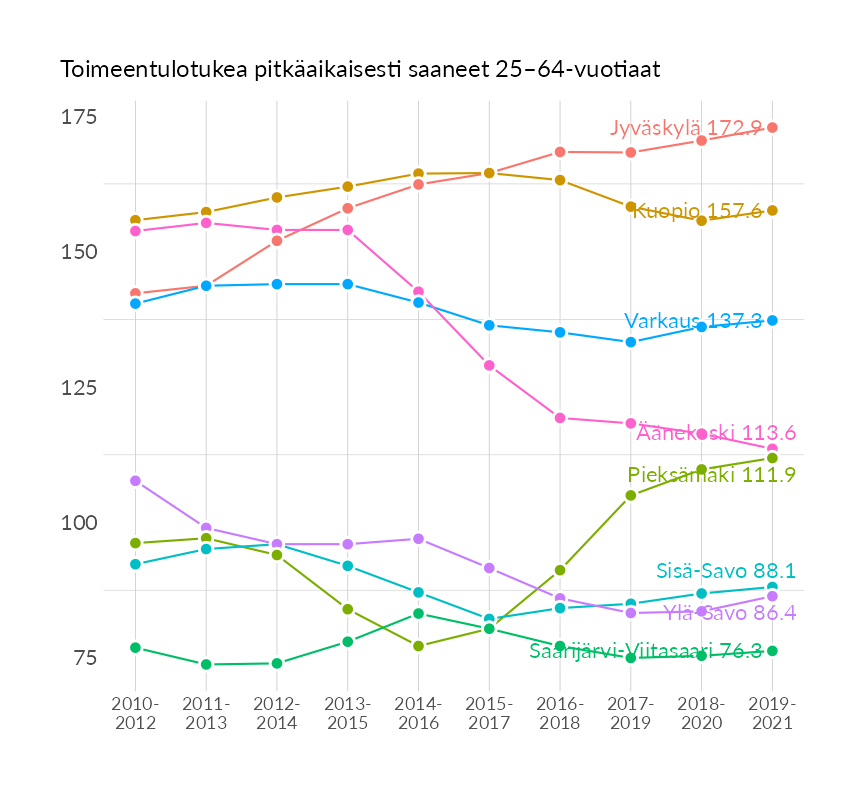 Toimeentulotukea pitkäaikaisesti saaneet 25–64-vuotiaat
175
Jyväskylä 172.9
Kuopio 157.6
150
Varkaus 137.3
125
Äänekoski 113.6
Pieksämäki 111.9
100
Sisä-Savo 88.1
Ylä-Savo 86.4
Saarijärvi-Viitasaari 76.3
75
2010- 2011- 2012- 2013- 2014- 2015- 2016- 2017- 2018- 2019-
2012 2013 2014 2015 2016 2017 2018 2019 2020 2021